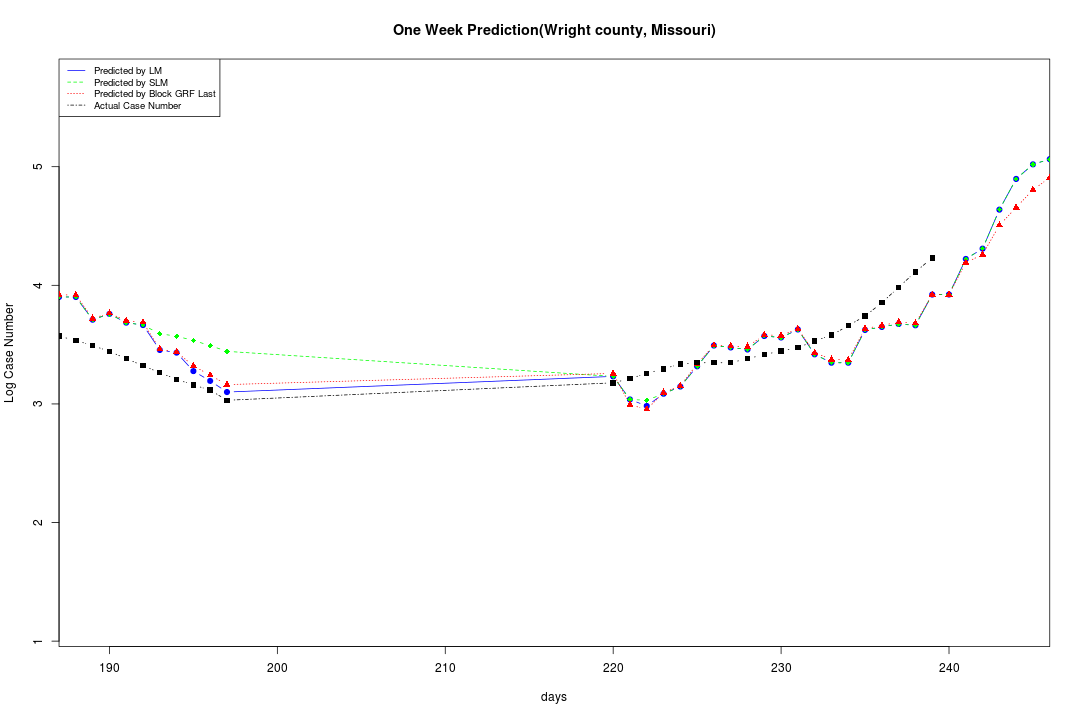 One Week Prediction(Wright county, Missouri)
Predicted by LM
Predicted by SLM
Predicted by Block GRF Last
Actual Case Number
Log Case Number
5
4
3
2
1
190 200 210 220 230 240
days